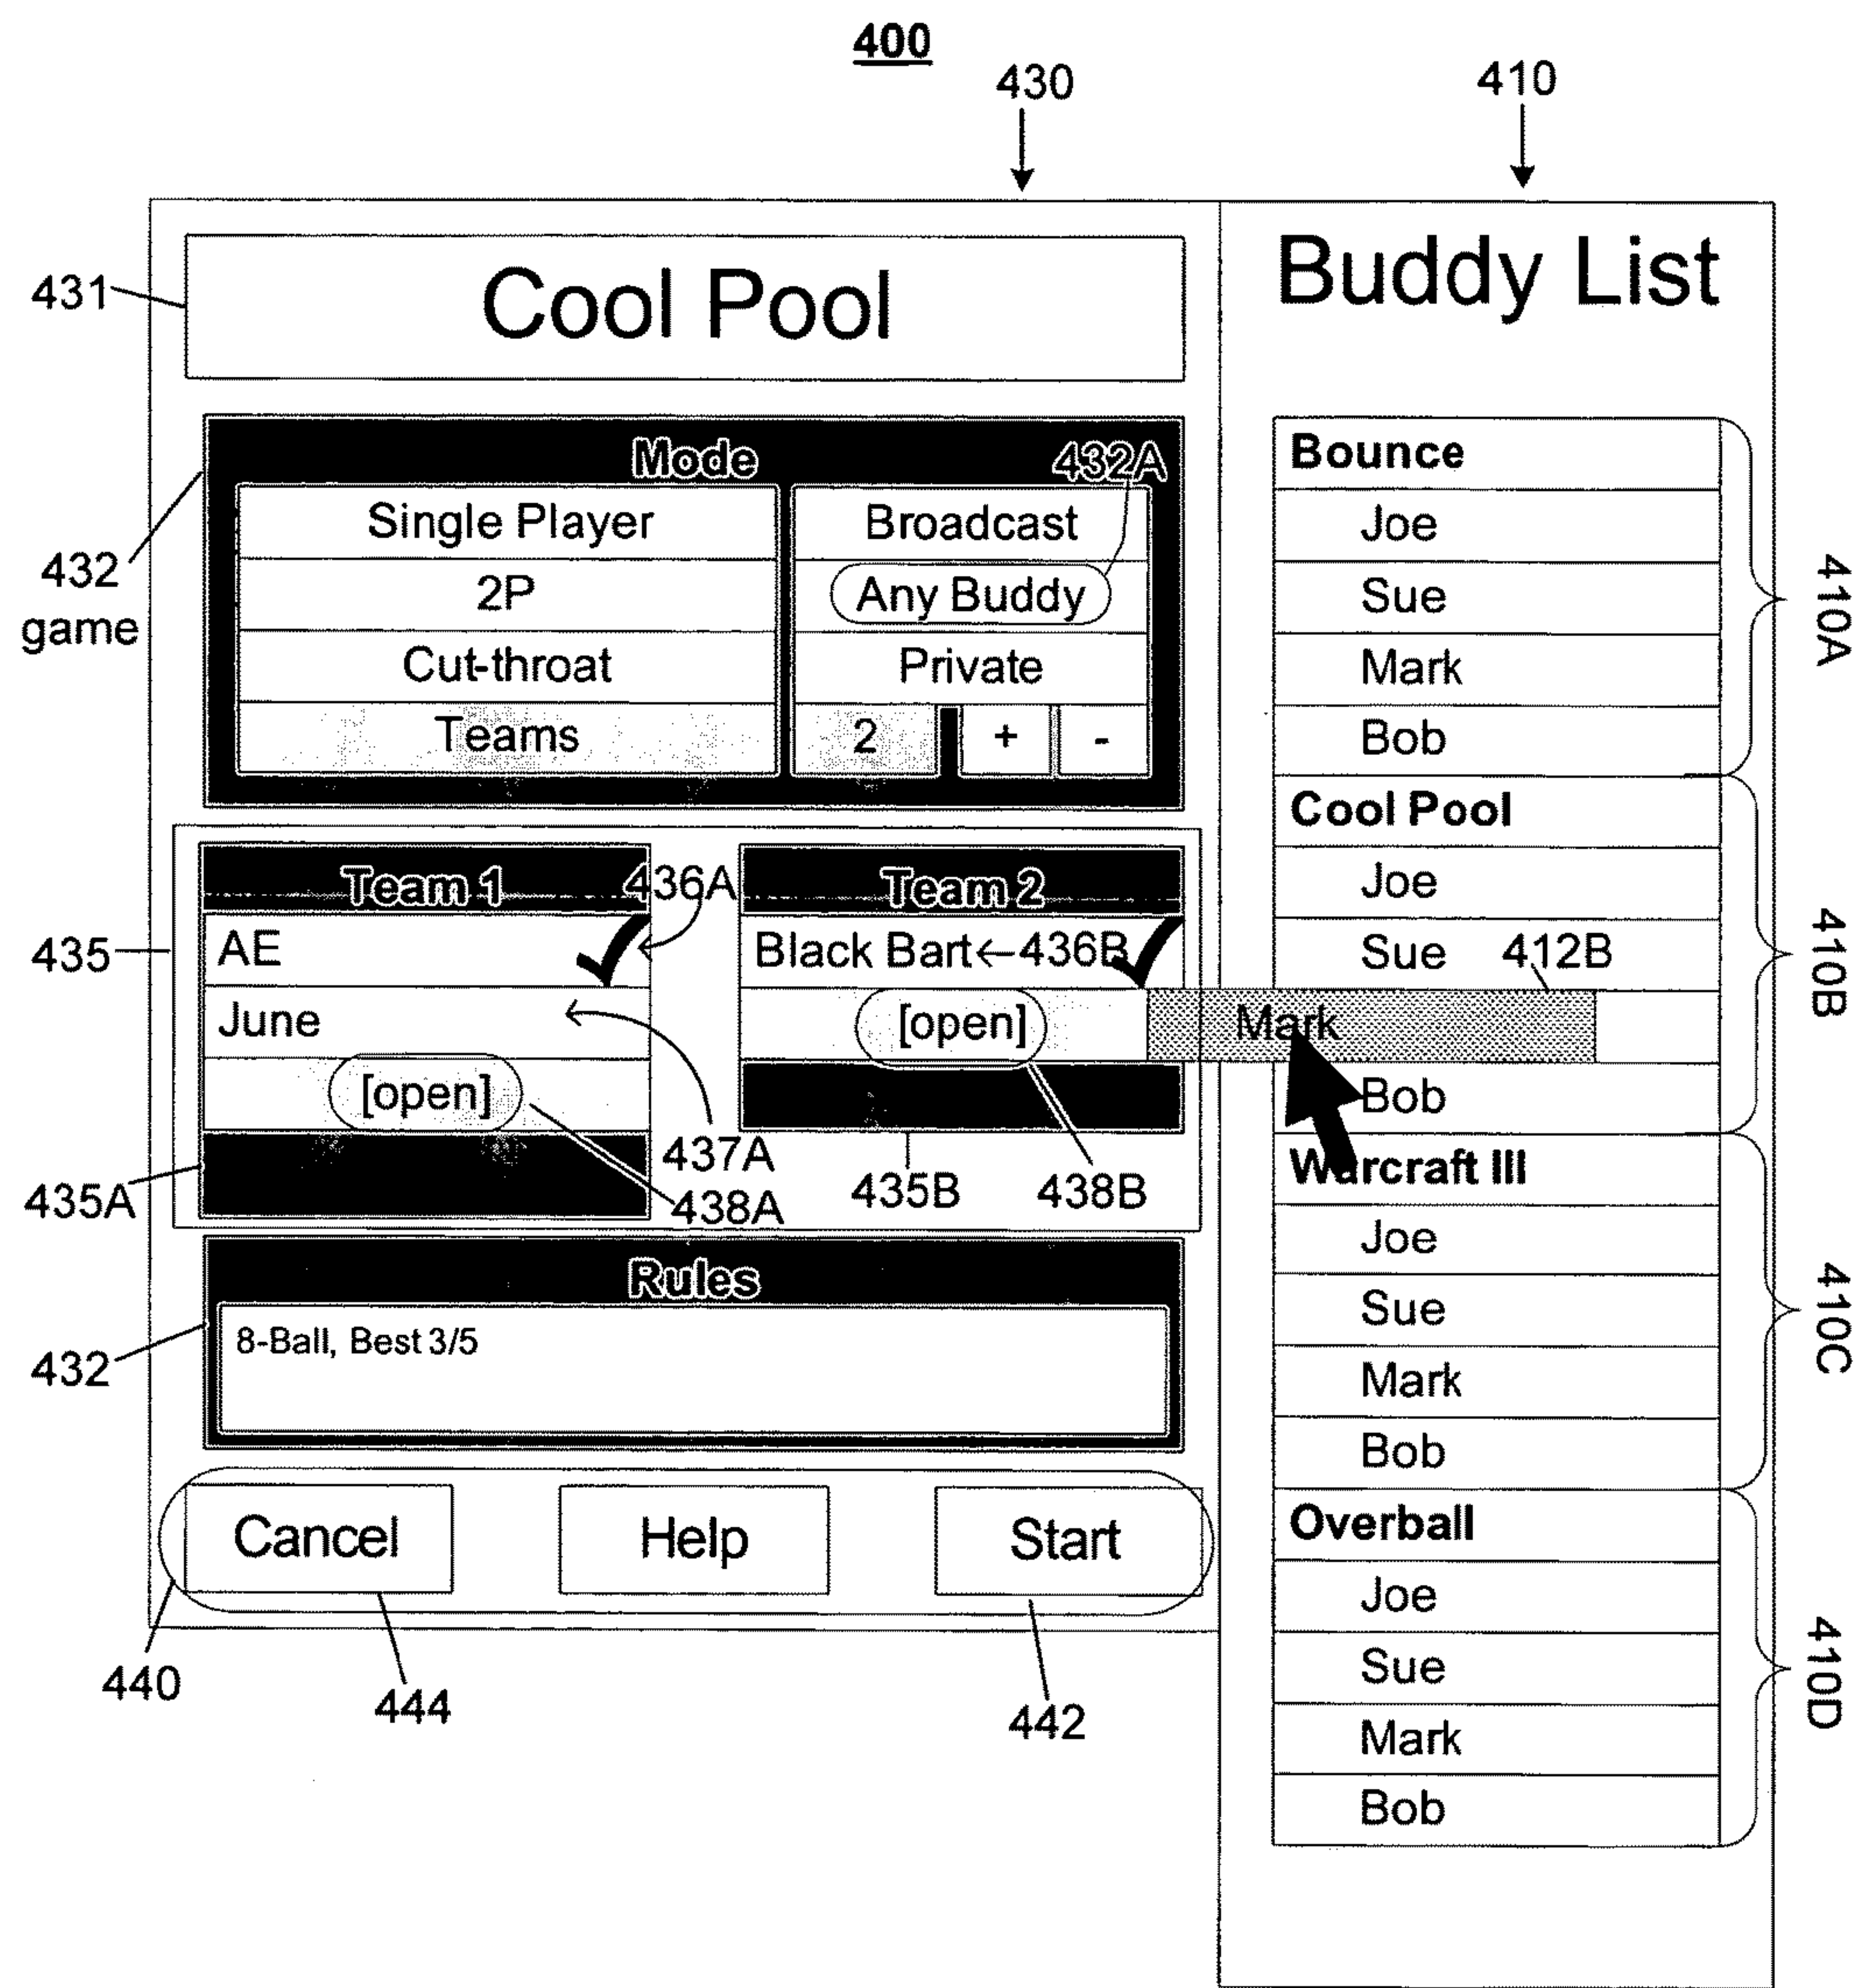 400
430
410
431
Cool Pool
Buddy List
432
game
Mode
432A
Single Player
Broadcast
2P
Any Buddy
Cut-throat
Private
Teams
2
+
-
435
Team 1
436A
Team 2
AE
Black Bart←436B
June
[open]
[open]
437A
435A
438A
435B
438B
Rules
432
8-Ball, Best 3/5
Cancel
Help
Start
440
444
442
Bounce
Joe
Sue
Mark
Bob
410A
Cool Pool
Joe
Sue
412B
Mark
Bob
410B
Warcraft III
Joe
Sue
Mark
Bob
410C
Overball
Joe
Sue
Mark
Bob
410D